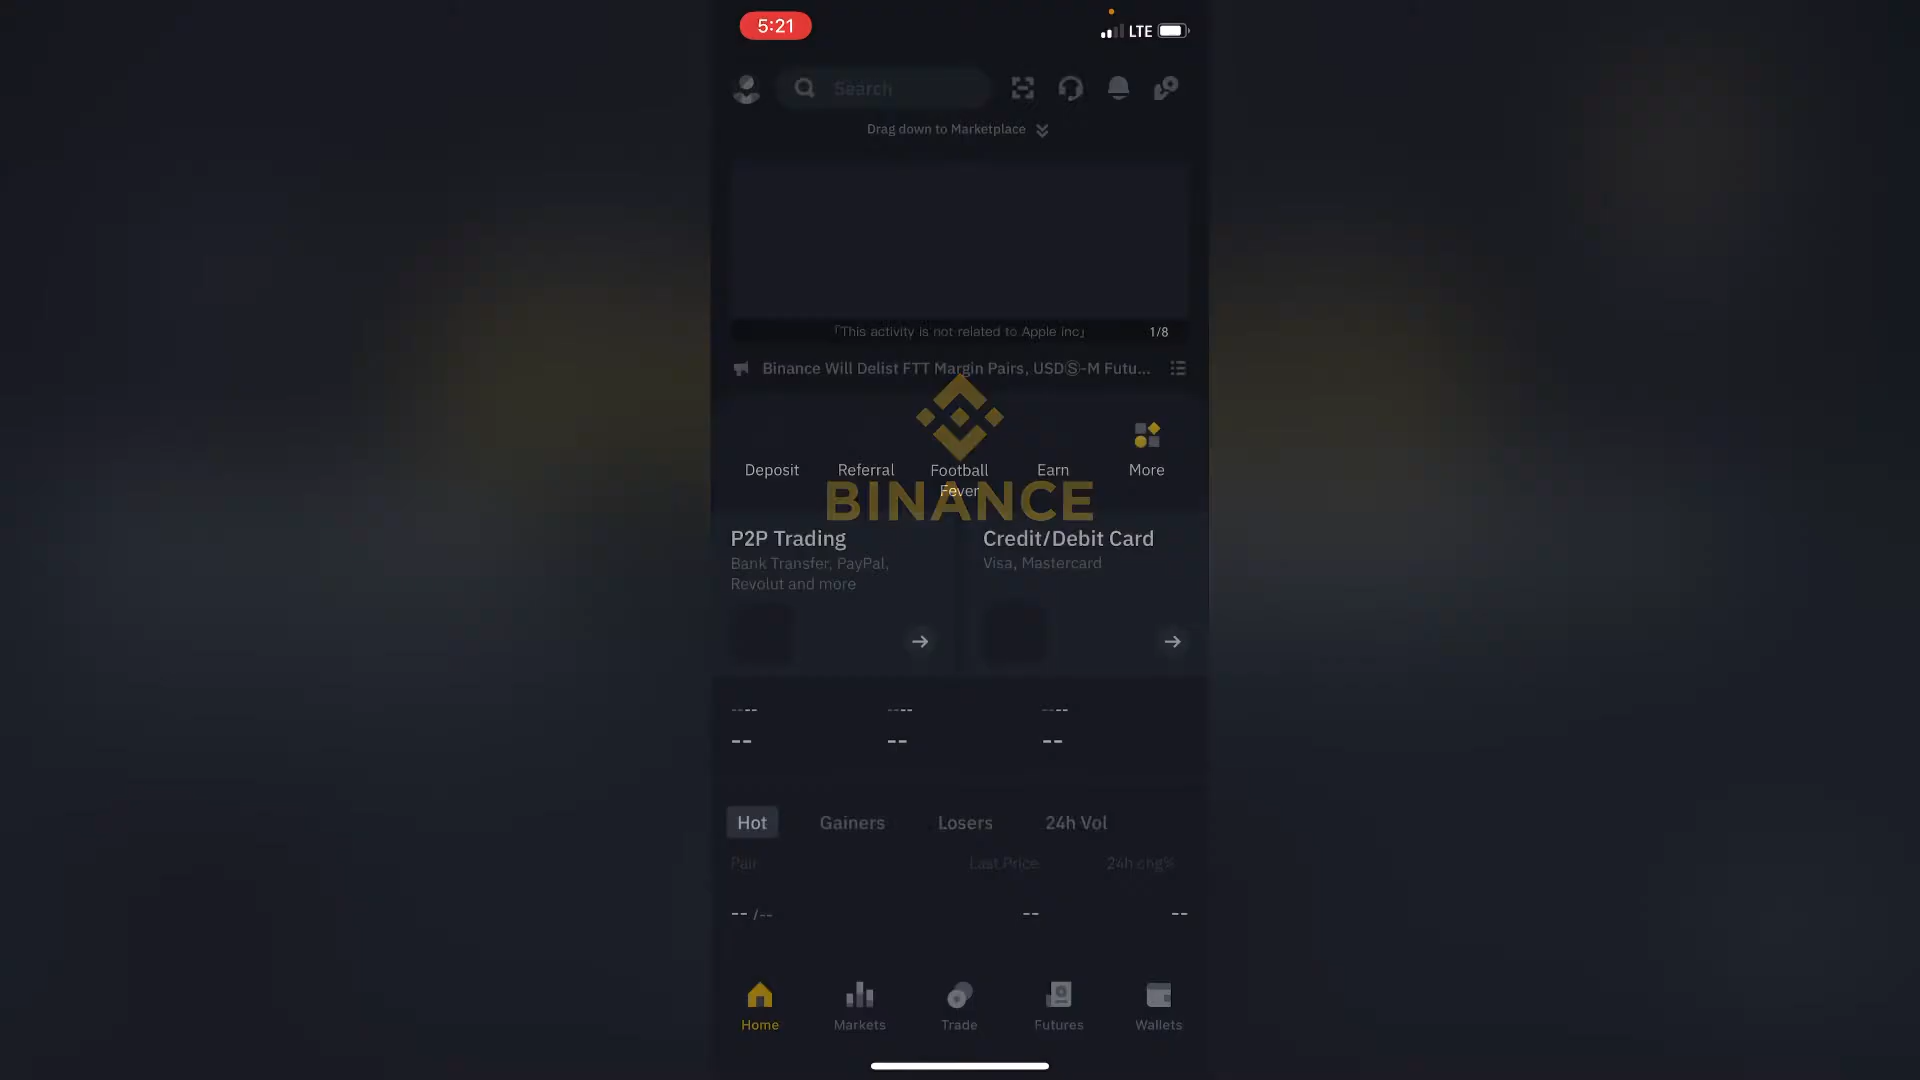 5:21
LTE
Search
Drag down to Marketplace
「This activity is not related to Apple Inc」
1/8
Binance Will Delist FTT Margin Pairs, USDⓈ-M Futu...
Deposit
Referral
Football
Fever
Earn
More
BINANCE
P2P Trading
Bank Transfer, PayPal,
Revolut and more
Credit/Debit Card
Visa, Mastercard
---- ---- ----
-- -- --
Hot
Gainers
Losers
24h Vol
Pair
Last Price
24h chg%
-- /-- -- --
Home
Markets
Trade
Futures
Wallets